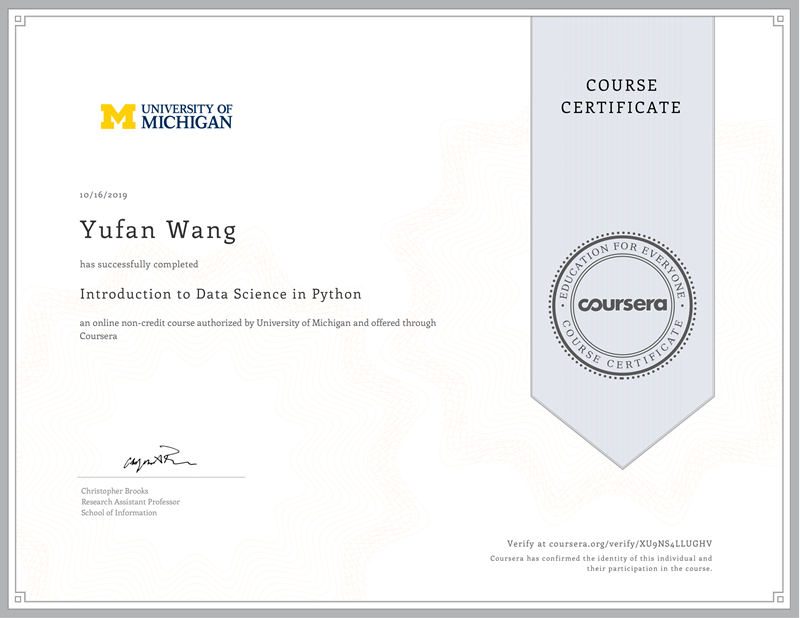 UNIVERSITY OF
MICHIGAN
COURSE
CERTIFICATE
10/16/2019
Yufan Wang
has successfully completed
Introduction to Data Science in Python
an online non-credit course authorized by University of Michigan and offered through
Coursera
EDUCATION FOR EVERYONE
coursera
COURSE CERTIFICATE
Christopher Brooks
Research Assistant Professor
School of Information
Verify at coursera.org/verify/XU9NS4LLUGHV
Coursera has confirmed the identity of this individual and
their participation in the course.